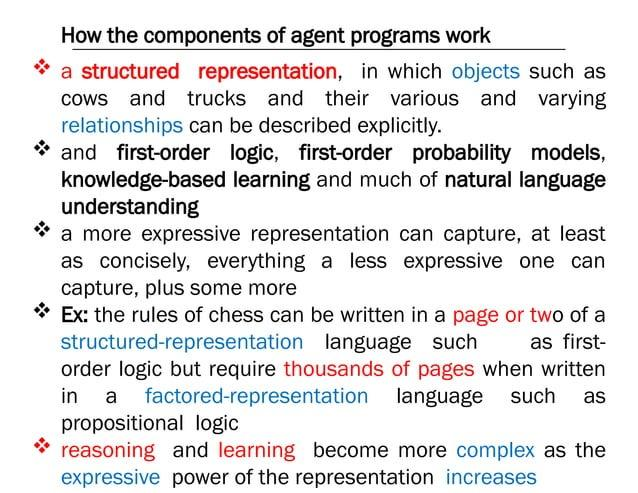 How the components of agent programs work
❖ a structured representation, in which objects such as
cows and trucks and their various and varying
relationships can be described explicitly.
❖ and first-order logic, first-order probability models,
knowledge-based learning and much of natural language
understanding
❖ a more expressive representation can capture, at least
as concisely, everything a less expressive one can
capture, plus some more
❖ Ex: the rules of chess can be written in a page or two of a
structured-representation language such as first-
order logic but require thousands of pages when written
in a factored-representation language such as
propositional logic
❖ reasoning and learning become more complex as the
expressive power of the representation increases